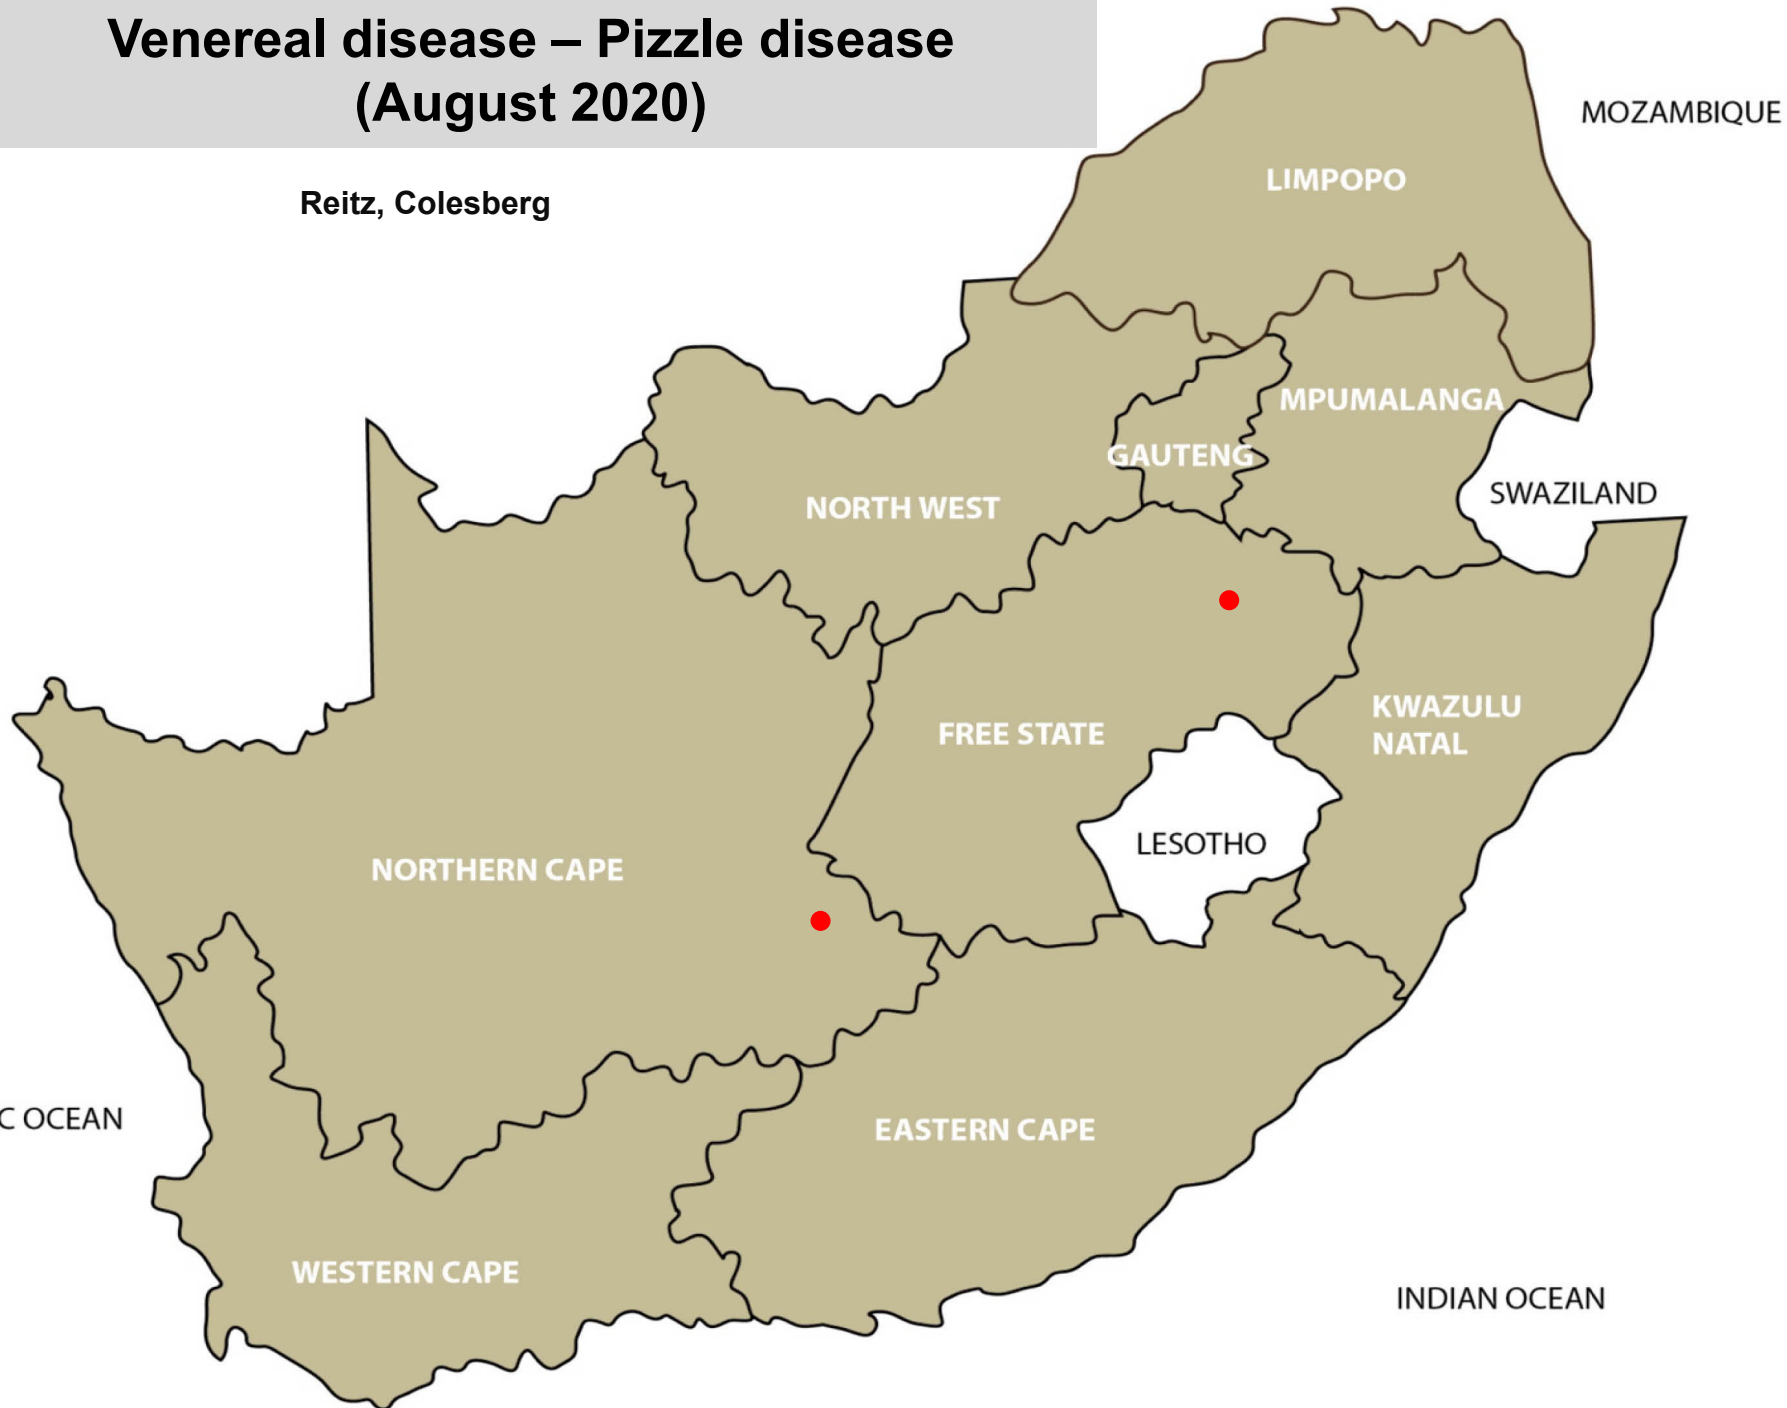 Venereal disease – Pizzle disease
(August 2020)
Reitz, Colesberg
MOZAMBIQUE
LIMPOPO
MPUMALANGA
GAUTENG
NORTH WEST
SWAZILAND
KWAZULU
NATAL
FREE STATE
LESOTHO
NORTHERN CAPE
C OCEAN
EASTERN CAPE
WESTERN CAPE
INDIAN OCEAN